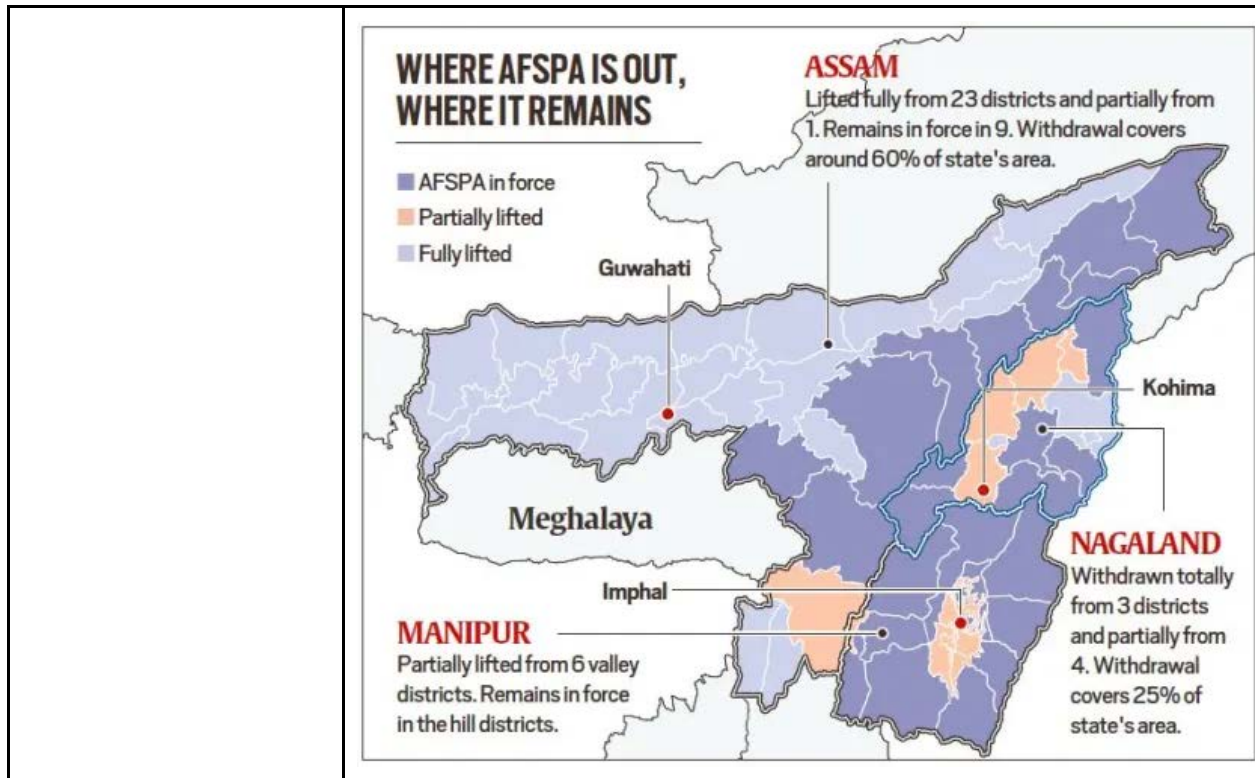 WHERE AFSPA IS OUT,
WHERE IT REMAINS
AFSPA in force
Partially lifted
Fully lifted
ASSAM
Lifted fully from 23 districts and partially from
1. Remains in force in 9. Withdrawal covers
around 60% of state's area.
Guwahati
Kohima
Meghalaya
Imphal
MANIPUR
Partially lifted from 6 valley
districts. Remains in force
in the hill districts.
NAGALAND
Withdrawn totally
from 3 districts
and partially from
4. Withdrawal
covers 25% of
state's area.